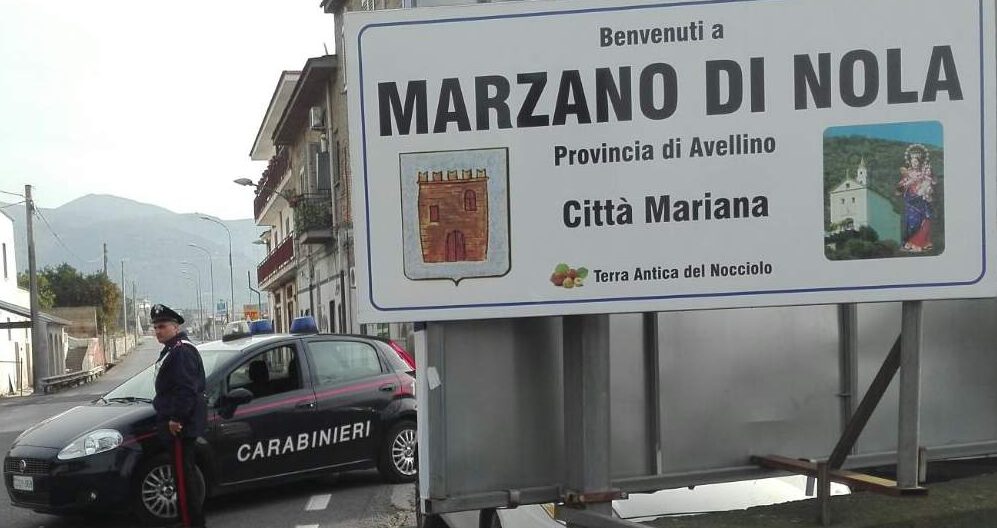 Benvenuti a
MARZANO DI NOLA
Provincia di Avellino
Città Mariana
Terra Antica del Nocciolo
CARABINIERI